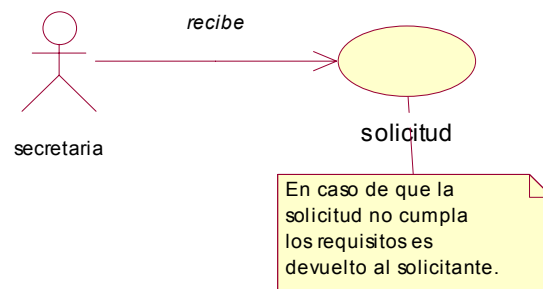 recibe
secretaria
solicitud
En caso de que la
solicitud no cumpla
los requisitos es
devuelto al solicitante.